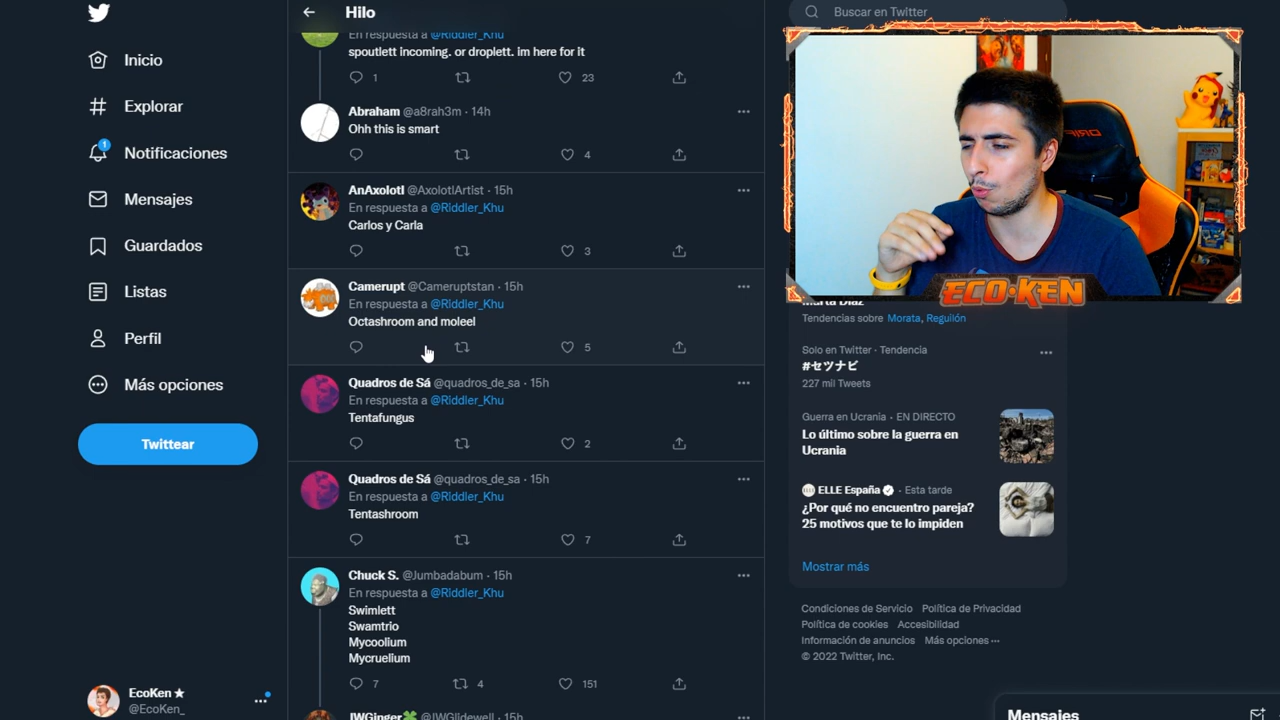 Inicio
Explorar
1
Notificaciones
Mensajes
Guardados
Listas
Perfil
Más opciones
Twittear
EcoKen ★
@EcoKen_
Hilo
En respuesta a @Riddler_Khu
spoutlett incoming. or droplett. im here for it
1 23
Abraham @a8rah3m · 14h
Ohh this is smart
4
AnAxolotl @AxolotlArtist · 15h
En respuesta a @Riddler_Khu
Carlos y Carla
3
Camerupt @Cameruptstan · 15h
En respuesta a @Riddler_Khu
Octashroom and moleel
5
Quadros de Sá @quadros_de_sa · 15h
En respuesta a @Riddler_Khu
Tentafungus
2
Quadros de Sá @quadros_de_sa · 15h
En respuesta a @Riddler_Khu
Tentashroom
7
Chuck S. @Jumbadabum · 15h
En respuesta a @Riddler_Khu
Swimlett
Swamtrio
Mycoolium
Mycruelium
7 4 151
JWGinger🍀 @JWGlidewell · 15h
Buscar en Twitter
ECO·KEN
Marta Díaz
Tendencias sobre Morata, Reguilón
Solo en Twitter · Tendencia
#セツナビ
227 mil Tweets
Guerra en Ucrania · EN DIRECTO
Lo último sobre la guerra en
Ucrania
ELLE España · Esta tarde
¿Por qué no encuentro pareja?
25 motivos que te lo impiden
Mostrar más
Condiciones de Servicio Política de Privacidad
Política de cookies Accesibilidad
Información de anuncios Más opciones ···
© 2022 Twitter, Inc.
Mensajes